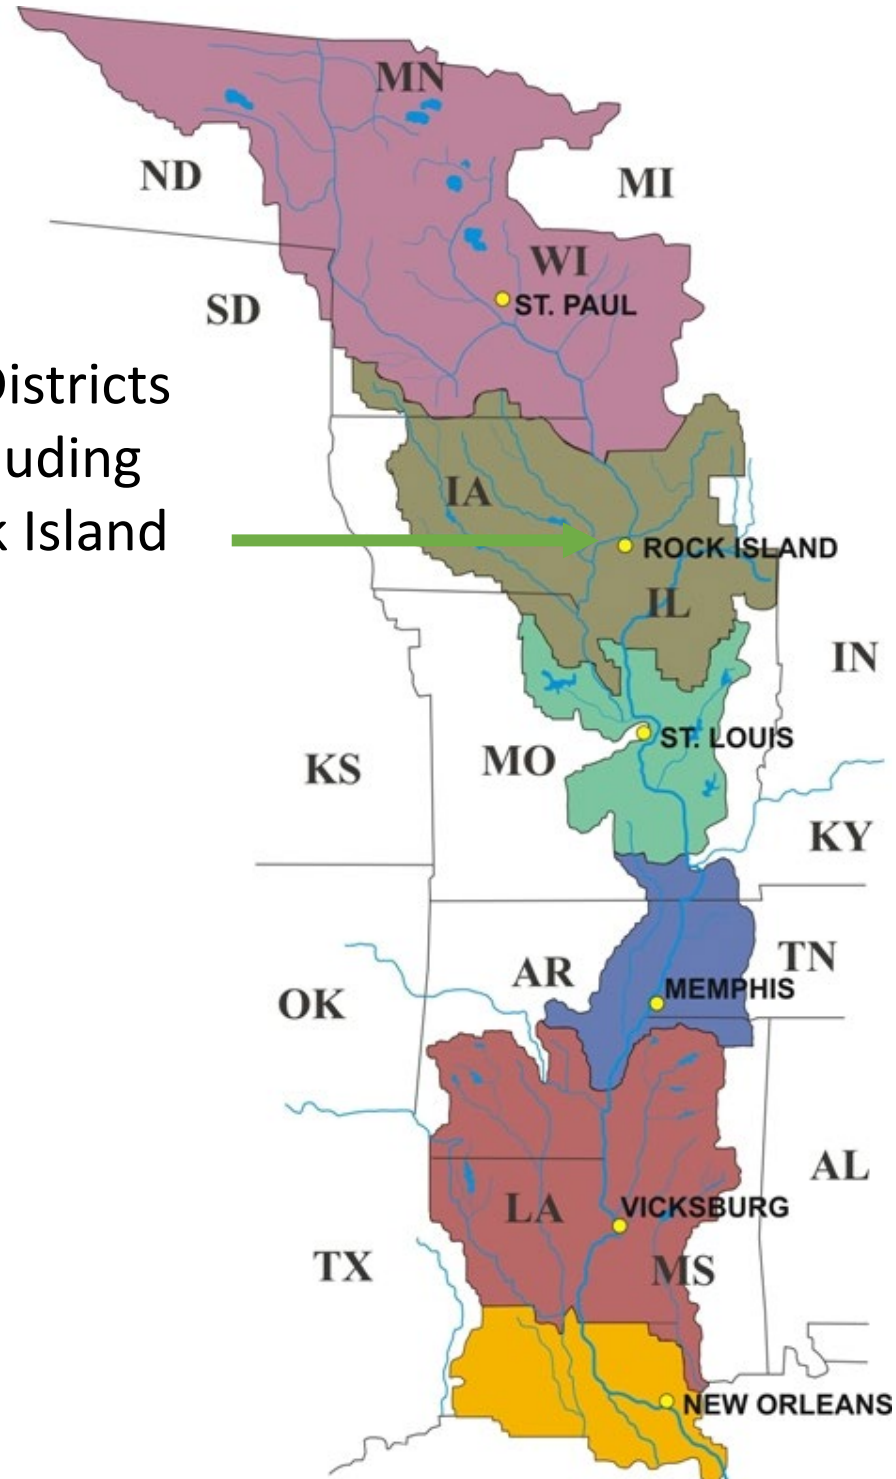 MN
ND
MI
WI
ST. PAUL
SD
Districts
uding
Island
IA
ROCK ISLAND
IL
IN
ST. LOUIS
MO
KS
KY
TN
AR
MEMPHIS
OK
AL
VICKSBURG
LA
TX
MS
NEW ORLEANS